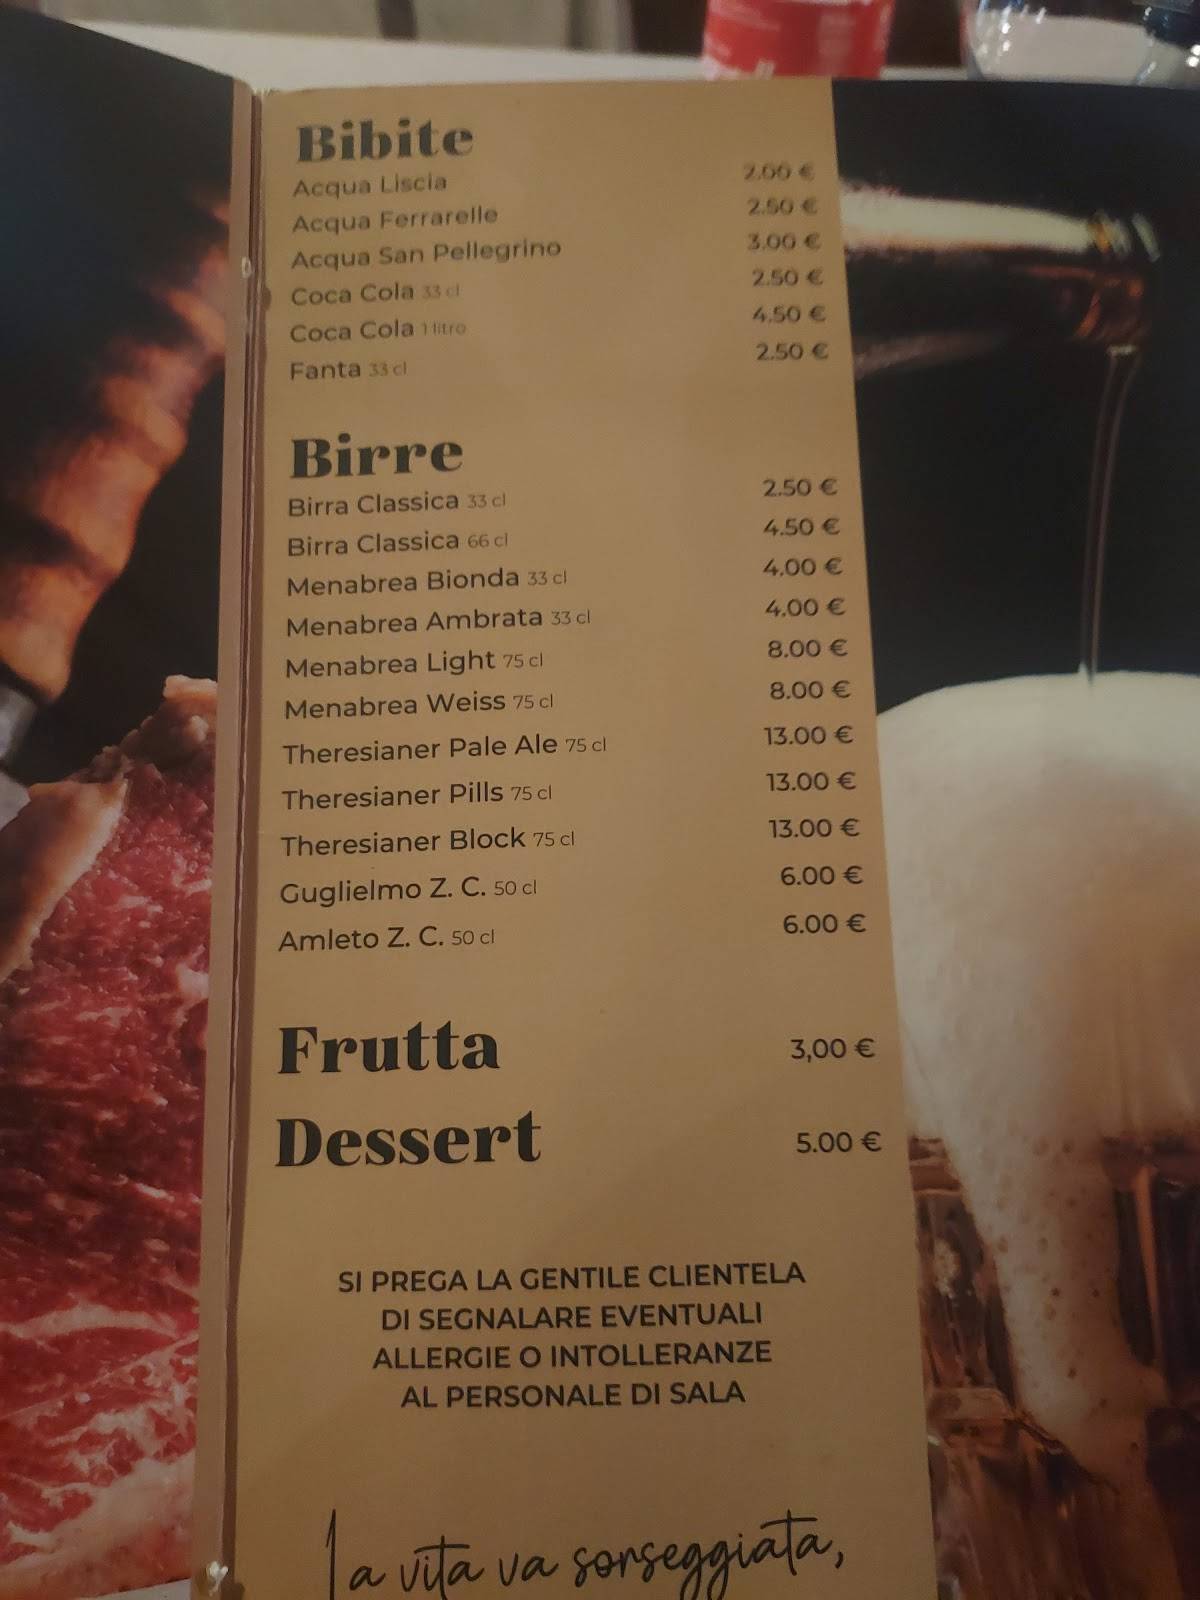 Bibite
Acqua Liscia 2.00 €
Acqua Ferrarelle 2.50 €
Acqua San Pellegrino 3.00 €
Coca Cola 33 cl 2.50 €
Coca Cola 1 litro 4.50 €
Fanta 33 cl 2.50 €
Birre
Birra Classica 33 cl 2.50 €
Birra Classica 66 cl 4.50 €
Menabrea Bionda 33 cl 4.00 €
Menabrea Ambrata 33 cl 4.00 €
Menabrea Light 75 cl 8.00 €
Menabrea Weiss 75 cl 8.00 €
Theresianer Pale Ale 75 cl 13.00 €
Theresianer Pills 75 cl 13.00 €
Theresianer Block 75 cl 13.00 €
Guglielmo Z. C. 50 cl 6.00 €
Amleto Z. C. 50 cl 6.00 €
Frutta 3,00 €
Dessert 5.00 €
SI PREGA LA GENTILE CLIENTELA
DI SEGNALARE EVENTUALI
ALLERGIE O INTOLLERANZE
AL PERSONALE DI SALA
La vita va sorseggiata,